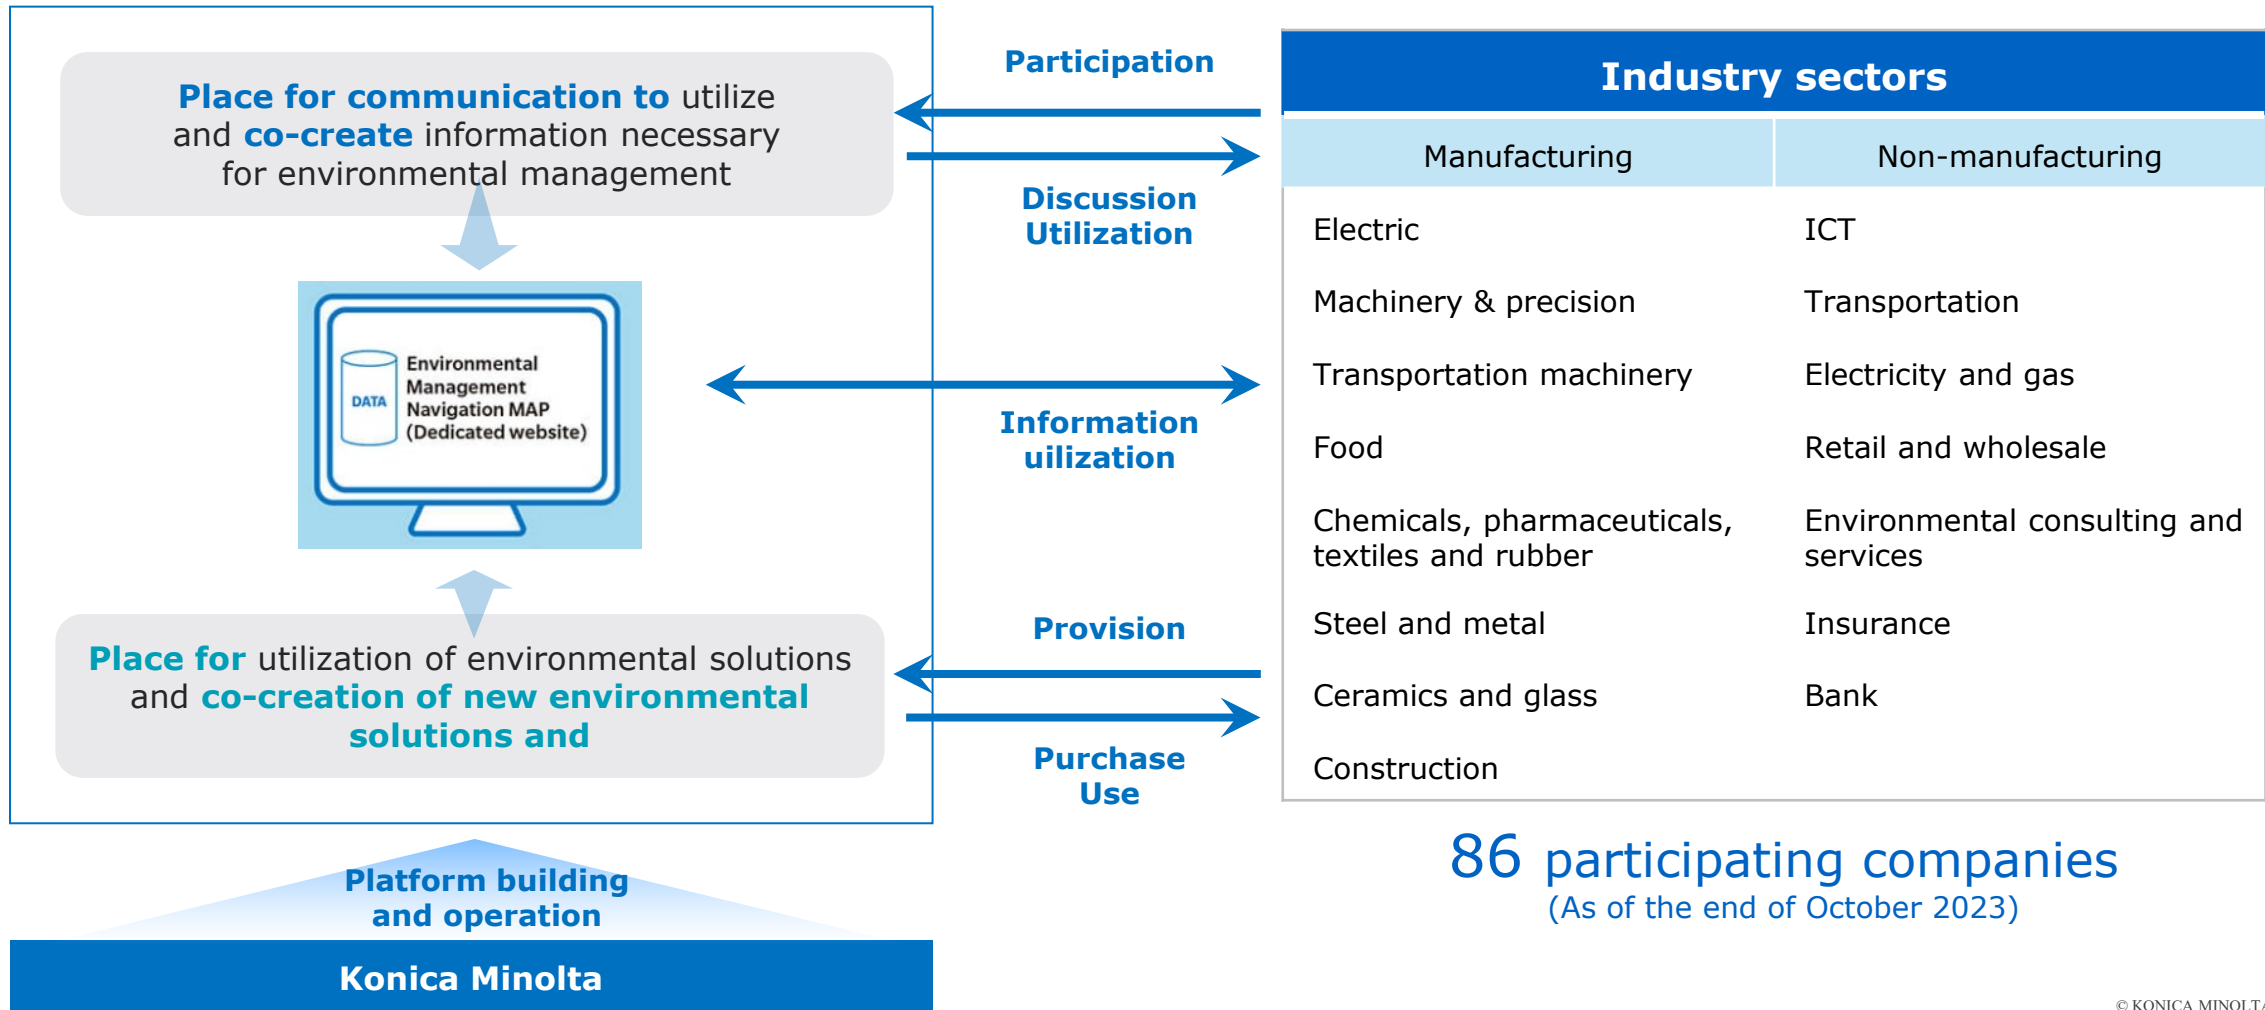 Place for communication to utilize
and co-create information necessary
for environmental management
DATA
Environmental
Management
Navigation MAP
(Dedicated website)
Place for utilization of environmental solutions
and co-creation of new environmental
solutions and
Platform building
and operation
Konica Minolta
Participation
Discussion
Utilization
Information
uilization
Provision
Purchase
Use
Industry sectors
Manufacturing
Non-manufacturing
Electric
ICT
Machinery & precision
Transportation
Transportation machinery
Electricity and gas
Food
Retail and wholesale
Chemicals, pharmaceuticals,
textiles and rubber
Environmental consulting and
services
Steel and metal
Insurance
Ceramics and glass
Bank
Construction
86 participating companies
(As of the end of October 2023)
© KONICA MINOLTA